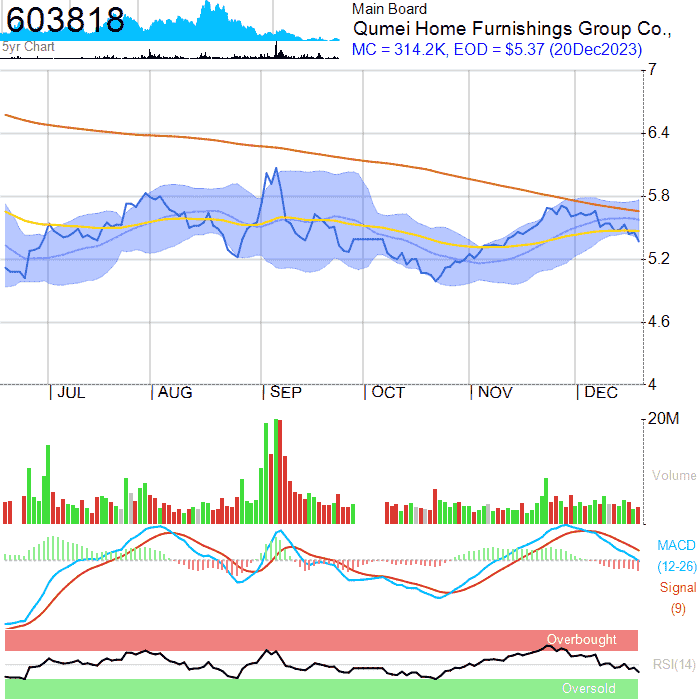 603818
5yr Chart
Main Board
Qumei Home Furnishings Group Co.,
MC = 314.2K, EOD = $5.37 (20Dec2023)
7
6.4
5.8
5.2
4.6
4
JUL AUG SEP OCT NOV DEC
20M
Volume
MACD
(12-26)
Signal
(9)
Overbought
RSI(14)
Oversold